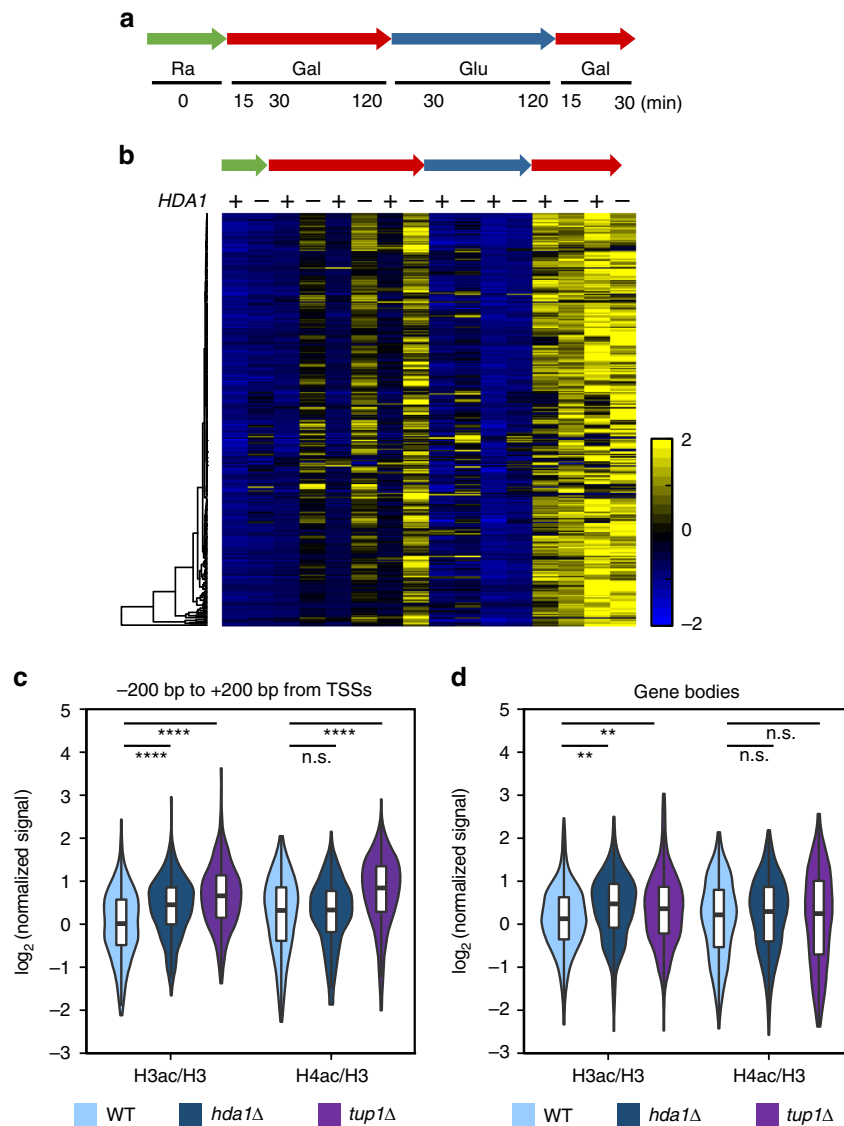 a
Ra Gal Glu Gal
0 15 30 120 30 120 15 30 (min)
b
HDA1 + − + − + − + − + − + − + − + −
2
0
−2
c
−200 bp to +200 bp from TSSs
5
4
3
2
1
0
−1
−2
−3
log2 (normalized signal)
****
****
****
n.s.
H3ac/H3 H4ac/H3
WT hda1Δ tup1Δ
d
Gene bodies
5
4
3
2
1
0
−1
−2
−3
log2 (normalized signal)
**
**
n.s.
n.s.
H3ac/H3 H4ac/H3
WT hda1Δ tup1Δ